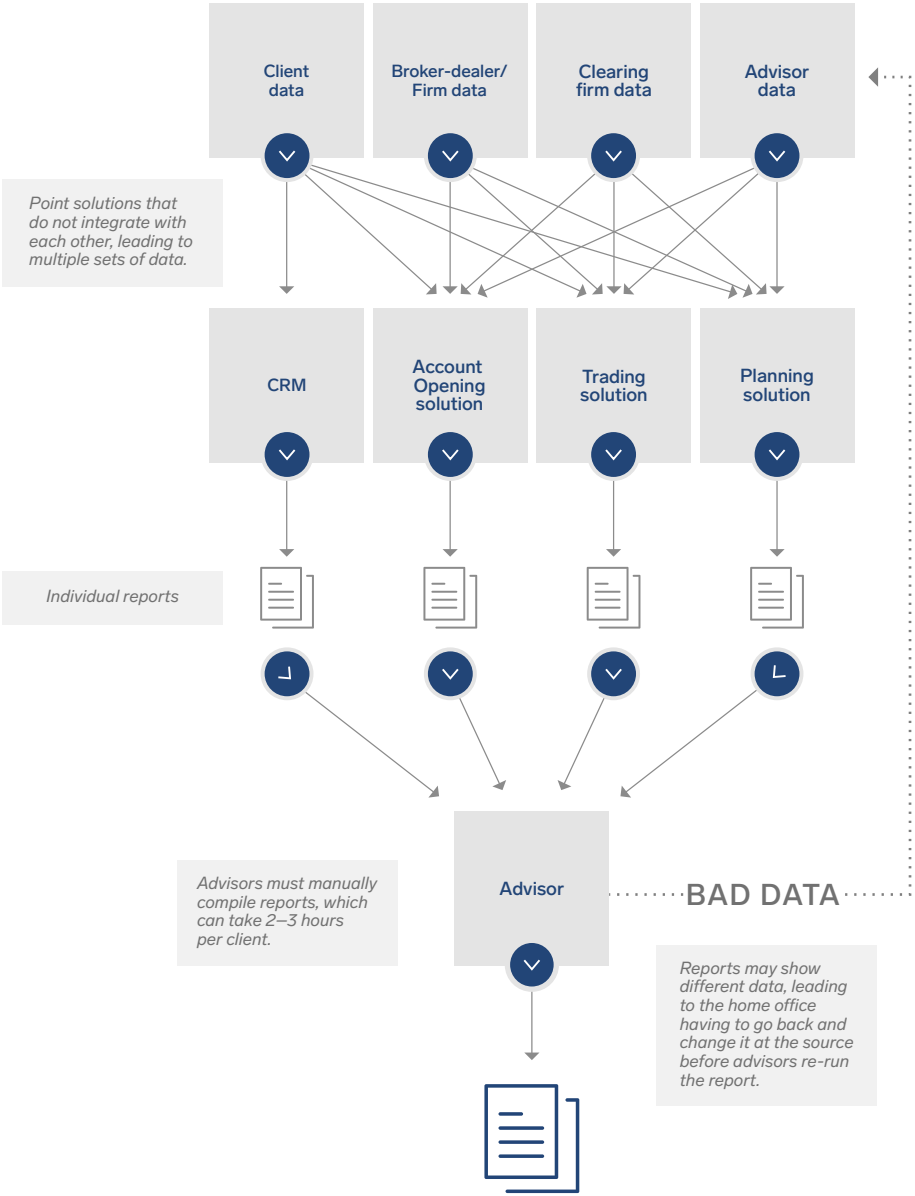 Client
data
Broker-dealer/
Firm data
Clearing
firm data
Advisor
data
Point solutions that
do not integrate with
each other, leading to
multiple sets of data.
CRM
Account
Opening
solution
Trading
solution
Planning
solution
Individual reports
Advisor
BAD DATA
Advisors must manually
compile reports, which
can take 2–3 hours
per client.
Reports may show
different data, leading
to the home office
having to go back and
change it at the source
before advisors re-run
the report.